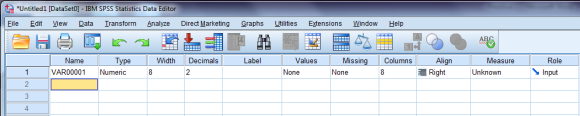 *Untitled1 [DataSet0] - IBM SPSS Statistics Data Editor
File Edit View Data Transform Analyze Direct Marketing Graphs Utilities Extensions Window Help
Name Type Width Decimals Label Values Missing Columns Align Measure Role
1 VAR00001 Numeric 8 2 None None 8 Right Unknown Input
2
3
4